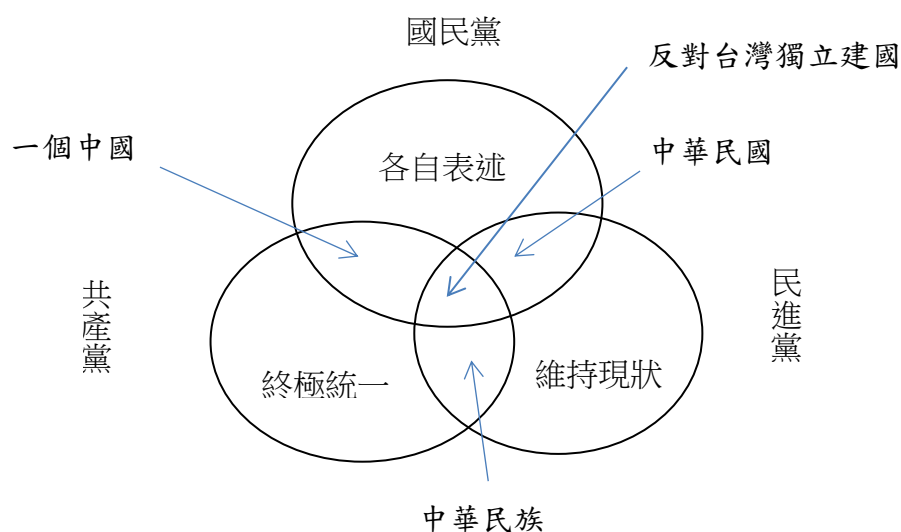 國民黨
反對台灣獨立建國
一個中國
中華民國
各自表述
共產黨
民進黨
終極統一
維持現狀
中華民族